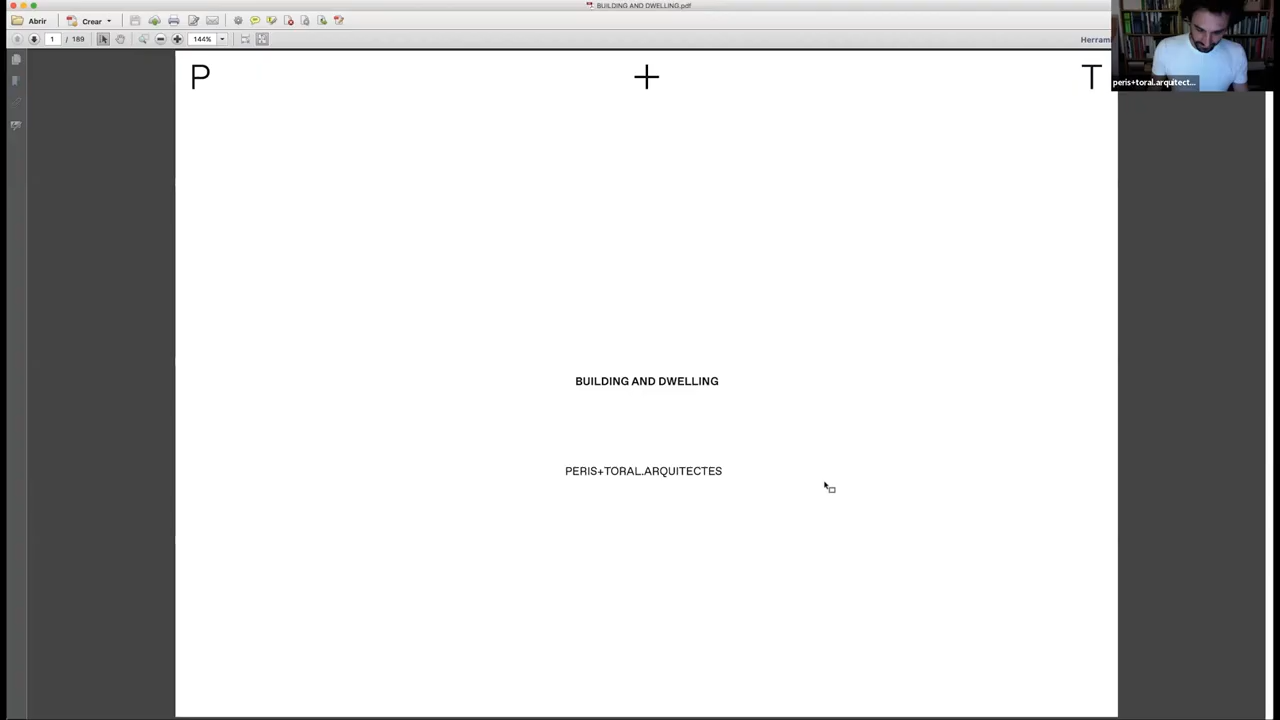 BUILDING AND DWELLING.pdf
Abrir
Crear
1 / 189
144%
Herram
P + T
peris+toral.arquitect...
BUILDING AND DWELLING
PERIS+TORAL.ARQUITECTES